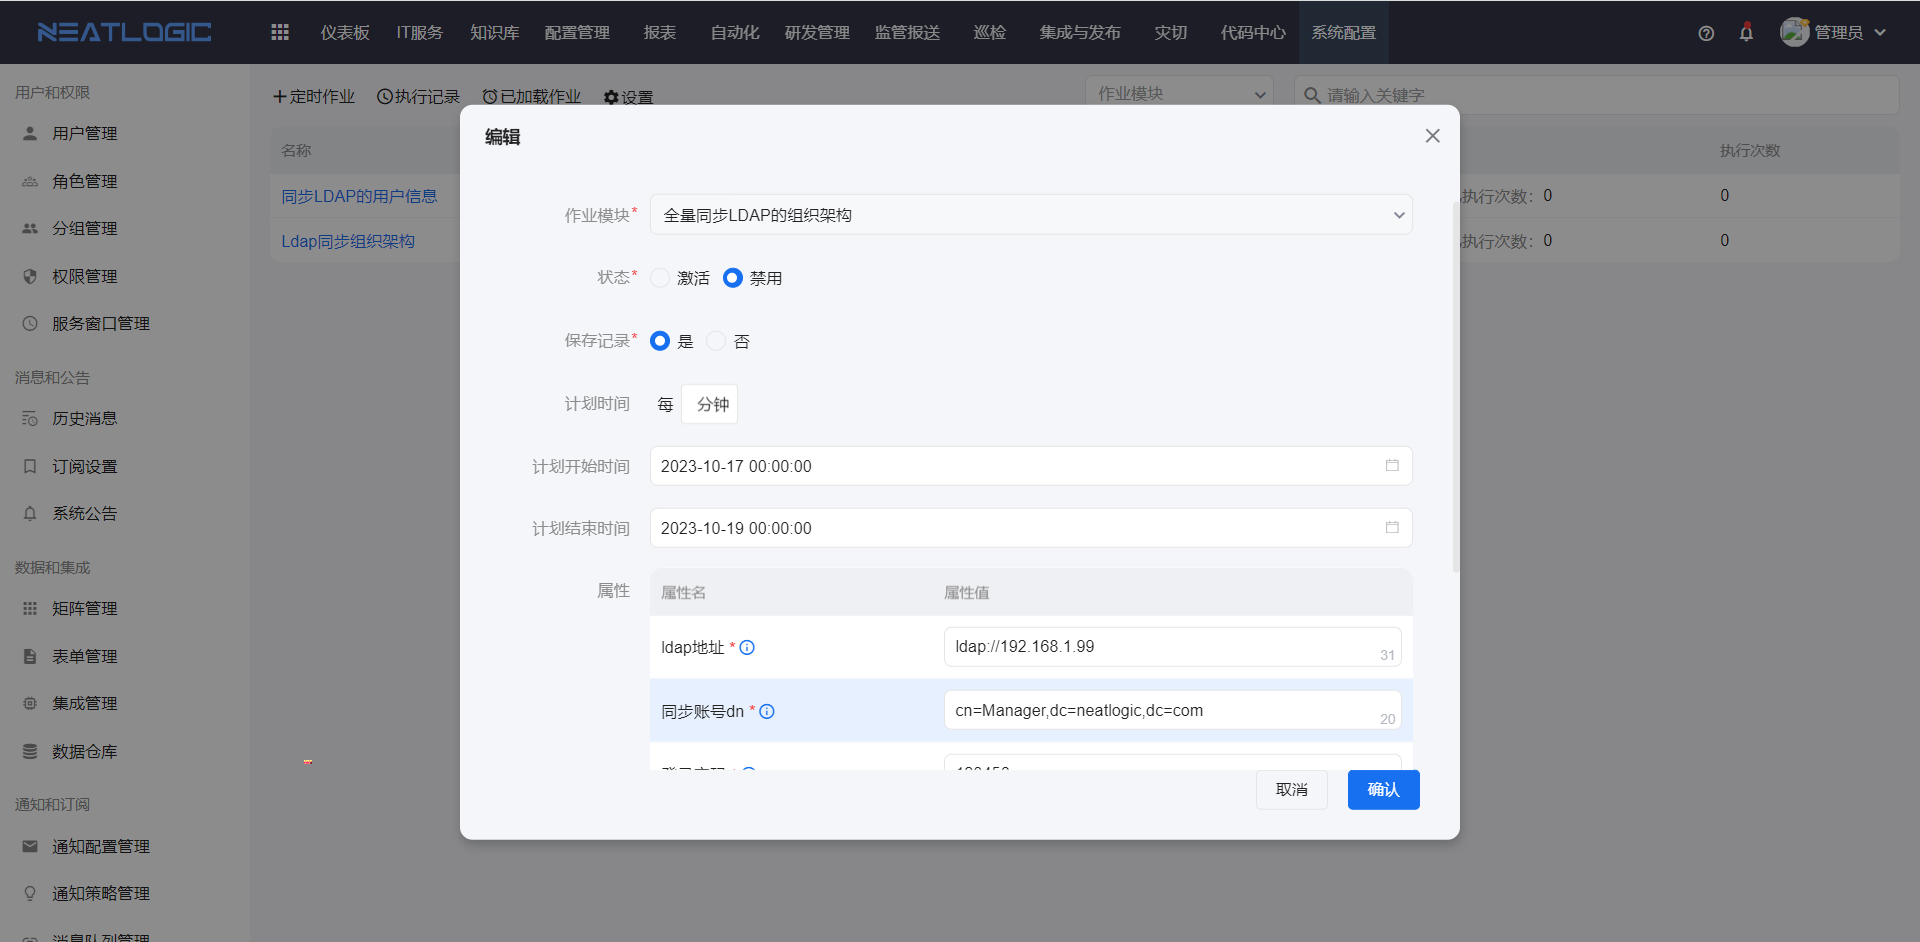 NEATLOGIC
仪表板 IT服务 知识库 配置管理 报表 自动化 研发管理 监管报送 巡检 集成与发布 灾切 代码中心 系统配置
管理员
用户和权限
用户管理
角色管理
分组管理
权限管理
服务窗口管理
消息和公告
历史消息
订阅设置
系统公告
数据和集成
矩阵管理
表单管理
集成管理
数据仓库
通知和订阅
通知配置管理
通知策略管理
消息队列管理
定时作业 执行记录 已加载作业 设置
作业模块
请输入关键字
名称
执行次数
同步LDAP的用户信息
执行次数: 0
0
Ldap同步组织架构
执行次数: 0
0
编辑
作业模块* 全量同步LDAP的组织架构
状态* 激活 禁用
保存记录* 是 否
计划时间 每 分钟
计划开始时间 2023-10-17 00:00:00
计划结束时间 2023-10-19 00:00:00
属性 属性名 属性值
ldap地址 * ldap://192.168.1.99
31
同步账号dn * cn=Manager,dc=neatlogic,dc=com
20
取消 确认